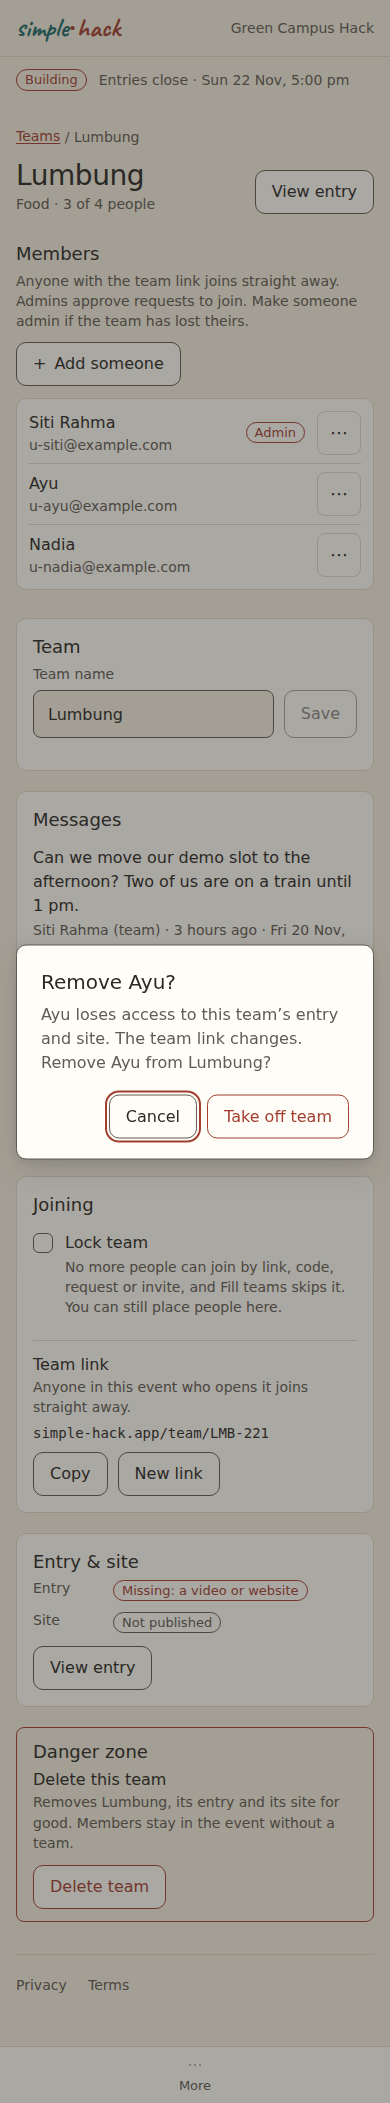 simple hack
Green Campus Hack
Building
Entries close · Sun 22 Nov, 5:00 pm
Teams / Lumbung
Lumbung
Food · 3 of 4 people
View entry
Members
Anyone with the team link joins straight away.
Admins approve requests to join. Make someone
admin if the team has lost theirs.
+ Add someone
Siti Rahma
u-siti@example.com
Admin
···
Ayu
u-ayu@example.com
···
Nadia
u-nadia@example.com
···
Team
Team name
Lumbung
Save
Messages
Can we move our demo slot to the
afternoon? Two of us are on a train until
1 pm.
Siti Rahma (team) · 3 hours ago · Fri 20 Nov,
Remove Ayu?
Ayu loses access to this team’s entry
and site. The team link changes.
Remove Ayu from Lumbung?
Cancel
Take off team
Joining
Lock team
No more people can join by link, code,
request or invite, and Fill teams skips it.
You can still place people here.
Team link
Anyone in this event who opens it joins
straight away.
simple-hack.app/team/LMB-221
Copy
New link
Entry & site
Entry
Missing: a video or website
Site
Not published
View entry
Danger zone
Delete this team
Removes Lumbung, its entry and its site for
good. Members stay in the event without a
team.
Delete team
Privacy
Terms
···
More